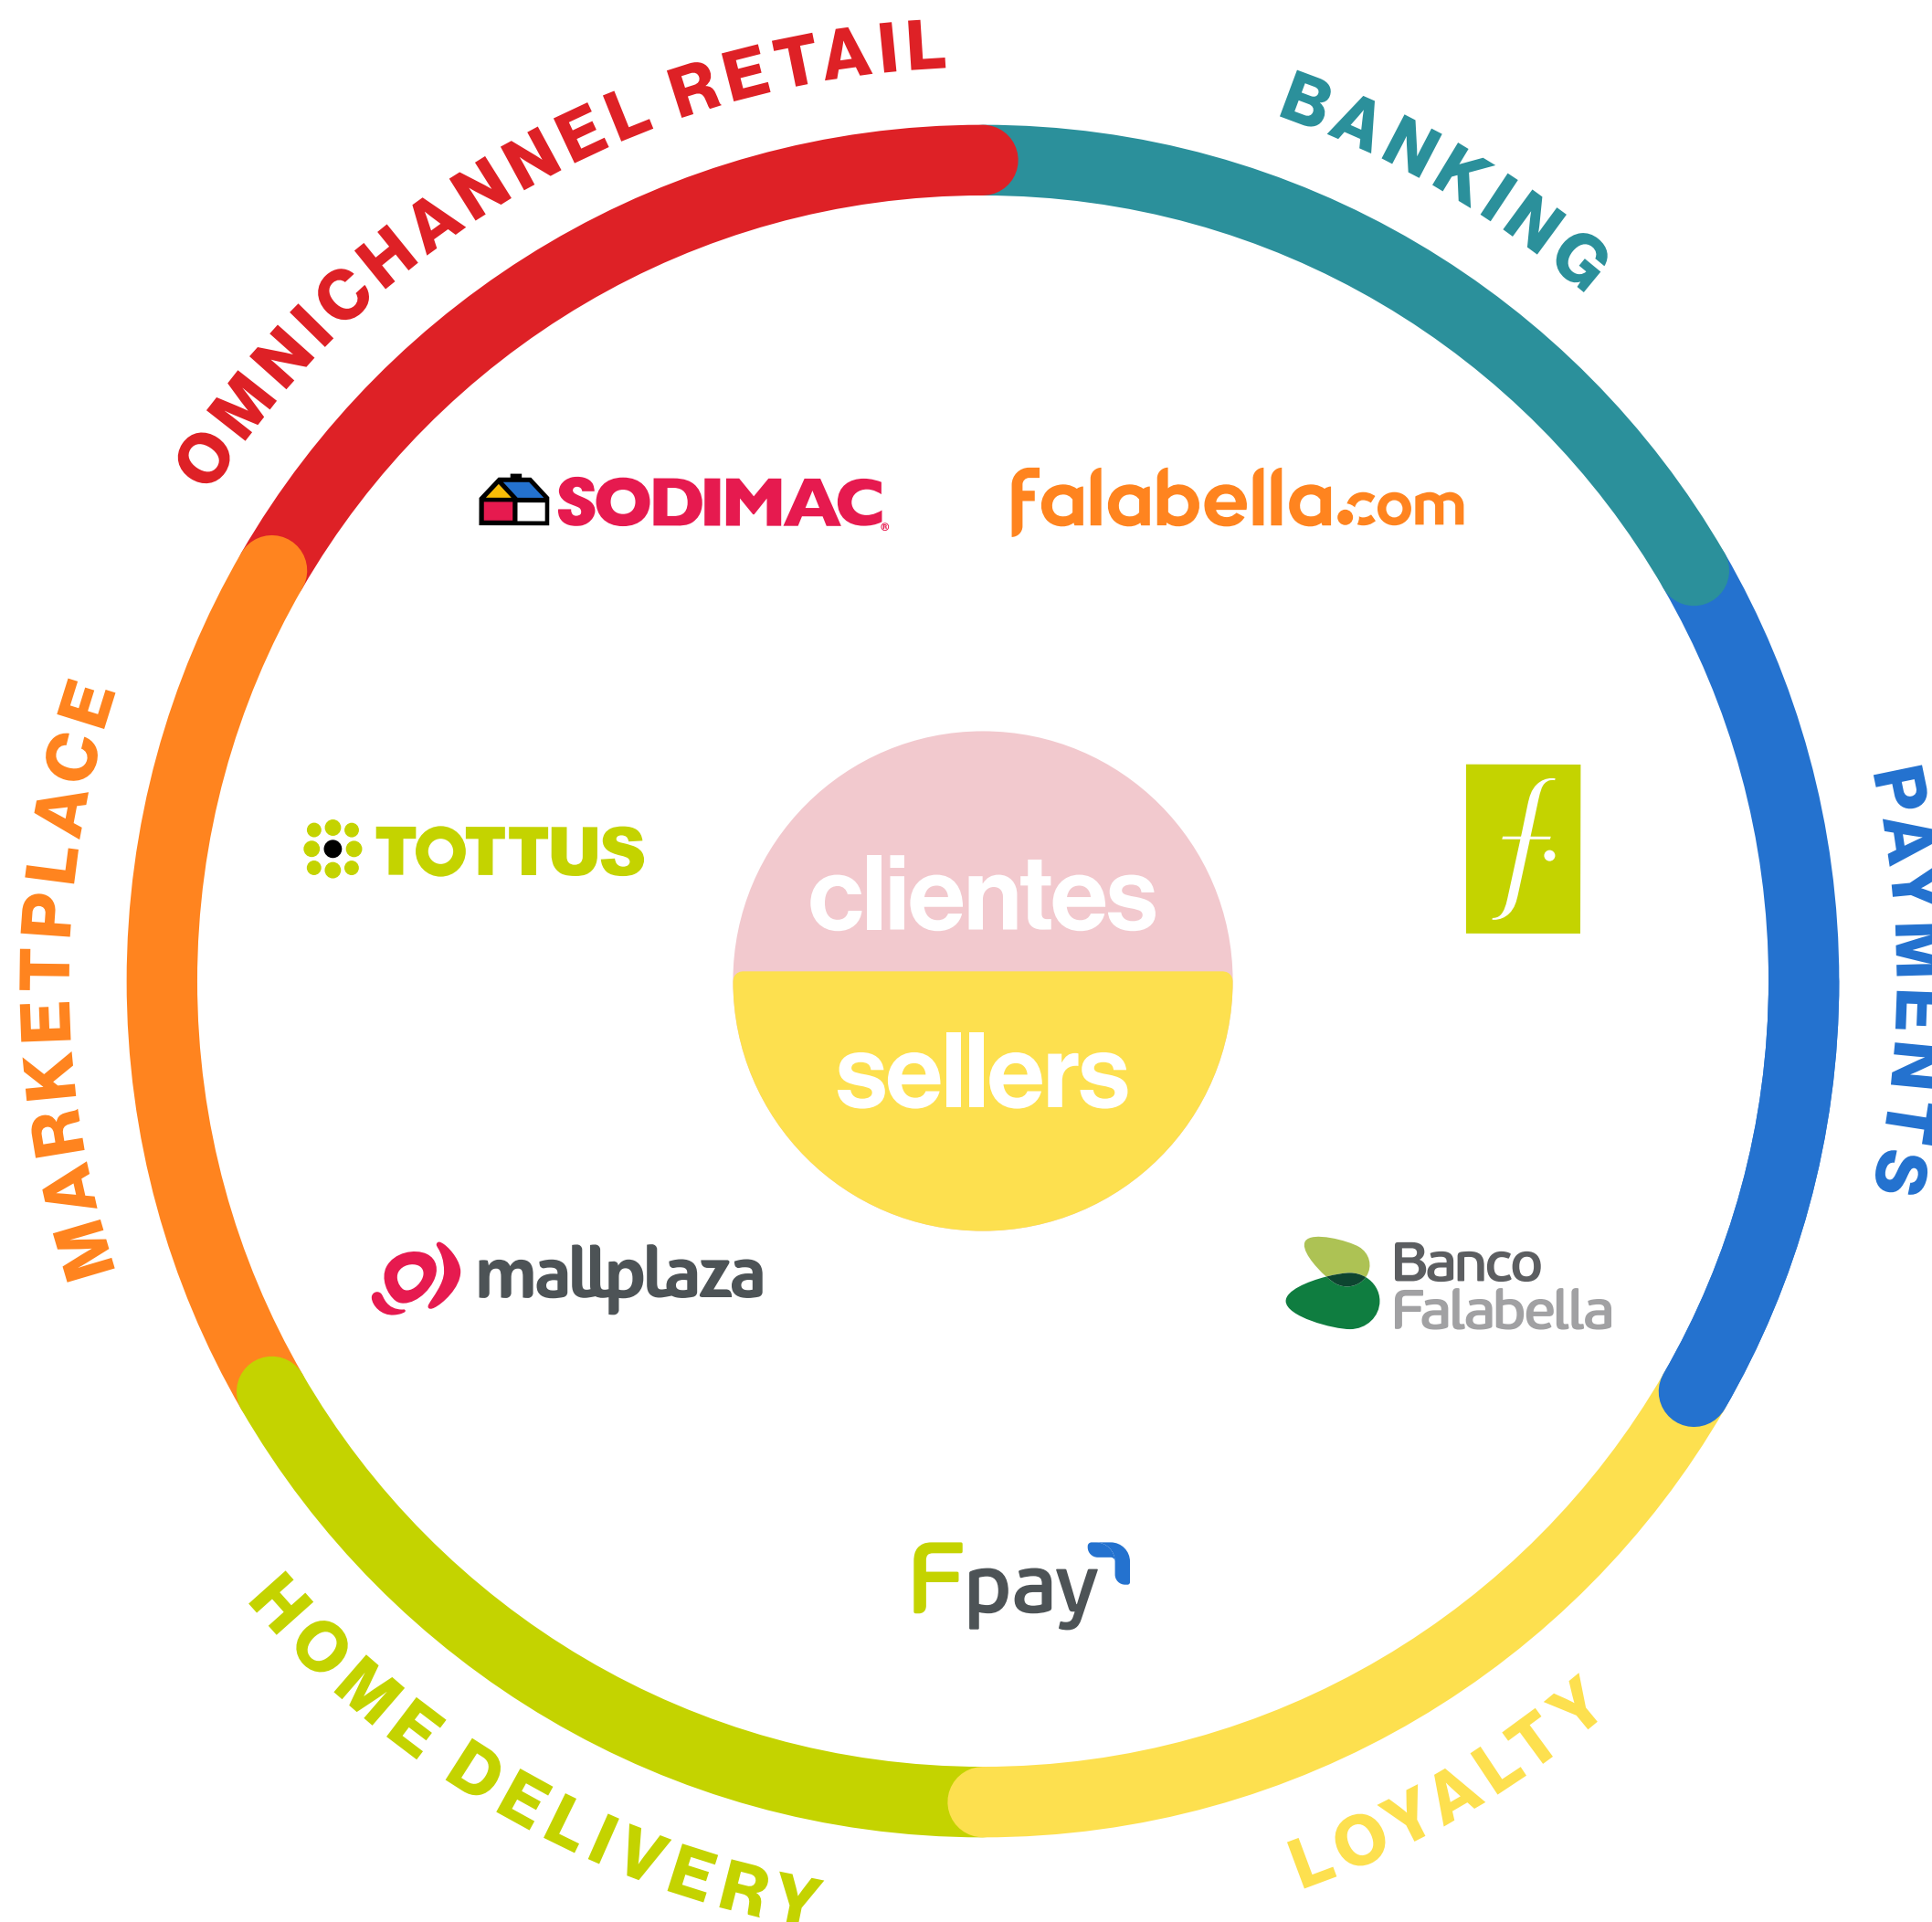 OMNICHANNEL RETAIL
BANKING
SODIMAC®
falabella.com
MARKETPLACE
PAYMENTS
TOTTUS
f.
clientes
sellers
mallplaza
Banco
Falabella
Fpay
HOME DELIVERY
LOYALTY